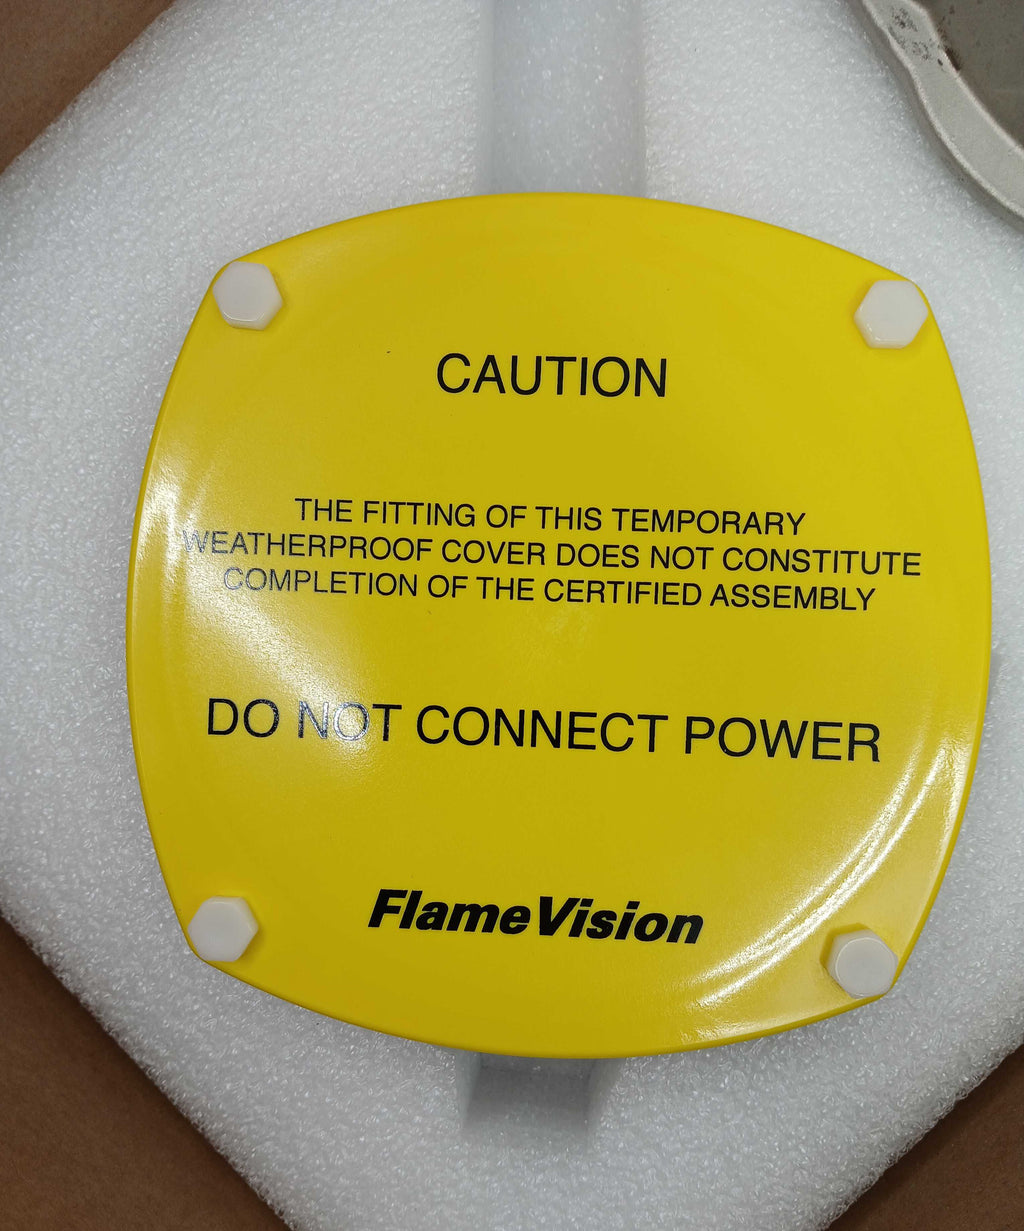 CAUTION
THE FITTING OF THIS TEMPORARY
WEATHERPROOF COVER DOES NOT CONSTITUTE
COMPLETION OF THE CERTIFIED ASSEMBLY
DO NOT CONNECT POWER
FlameVision